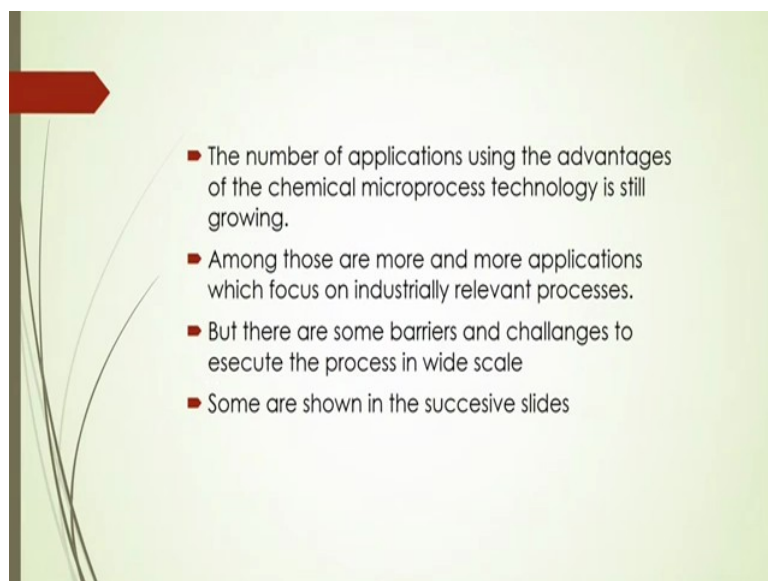 The number of applications using the advantages
of the chemical microprocess technology is still
growing.
Among those are more and more applications
which focus on industrially relevant processes.
But there are some barriers and challanges to
esecute the process in wide scale
Some are shown in the succesive slides